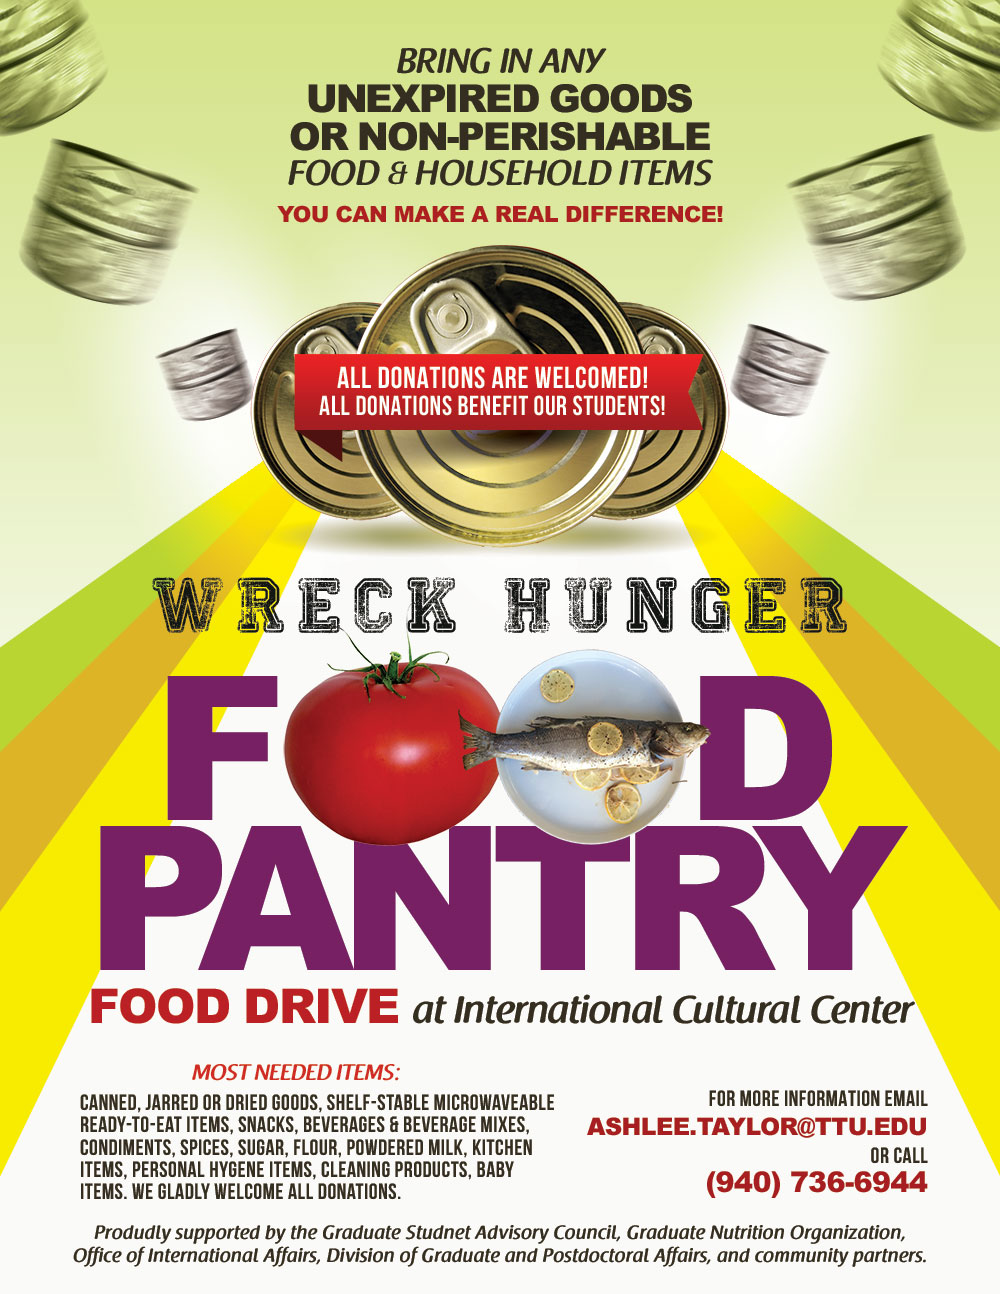 BRING IN ANY
UNEXPIRED GOODS
OR NON-PERISHABLE
FOOD & HOUSEHOLD ITEMS
YOU CAN MAKE A REAL DIFFERENCE!
ALL DONATIONS ARE WELCOMED!
ALL DONATIONS BENEFIT OUR STUDENTS!
WRECK HUNGER
FOOD
PANTRY
FOOD DRIVE at International Cultural Center
MOST NEEDED ITEMS:
CANNED, JARRED OR DRIED GOODS, SHELF-STABLE MICROWAVEABLE
READY-TO-EAT ITEMS, SNACKS, BEVERAGES & BEVERAGE MIXES,
CONDIMENTS, SPICES, SUGAR, FLOUR, POWDERED MILK, KITCHEN
ITEMS, PERSONAL HYGENE ITEMS, CLEANING PRODUCTS, BABY
ITEMS. WE GLADLY WELCOME ALL DONATIONS.
FOR MORE INFORMATION EMAIL
ASHLEE.TAYLOR@TTU.EDU
OR CALL
(940) 736-6944
Produdly supported by the Graduate Studnet Advisory Council, Graduate Nutrition Organization,
Office of International Affairs, Division of Graduate and Postdoctoral Affairs, and community partners.